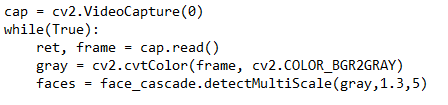 cap = cv2.VideoCapture(0)
while(True):
    ret, frame = cap.read()
    gray = cv2.cvtColor(frame, cv2.COLOR_BGR2GRAY)
    faces = face_cascade.detectMultiScale(gray,1.3,5)